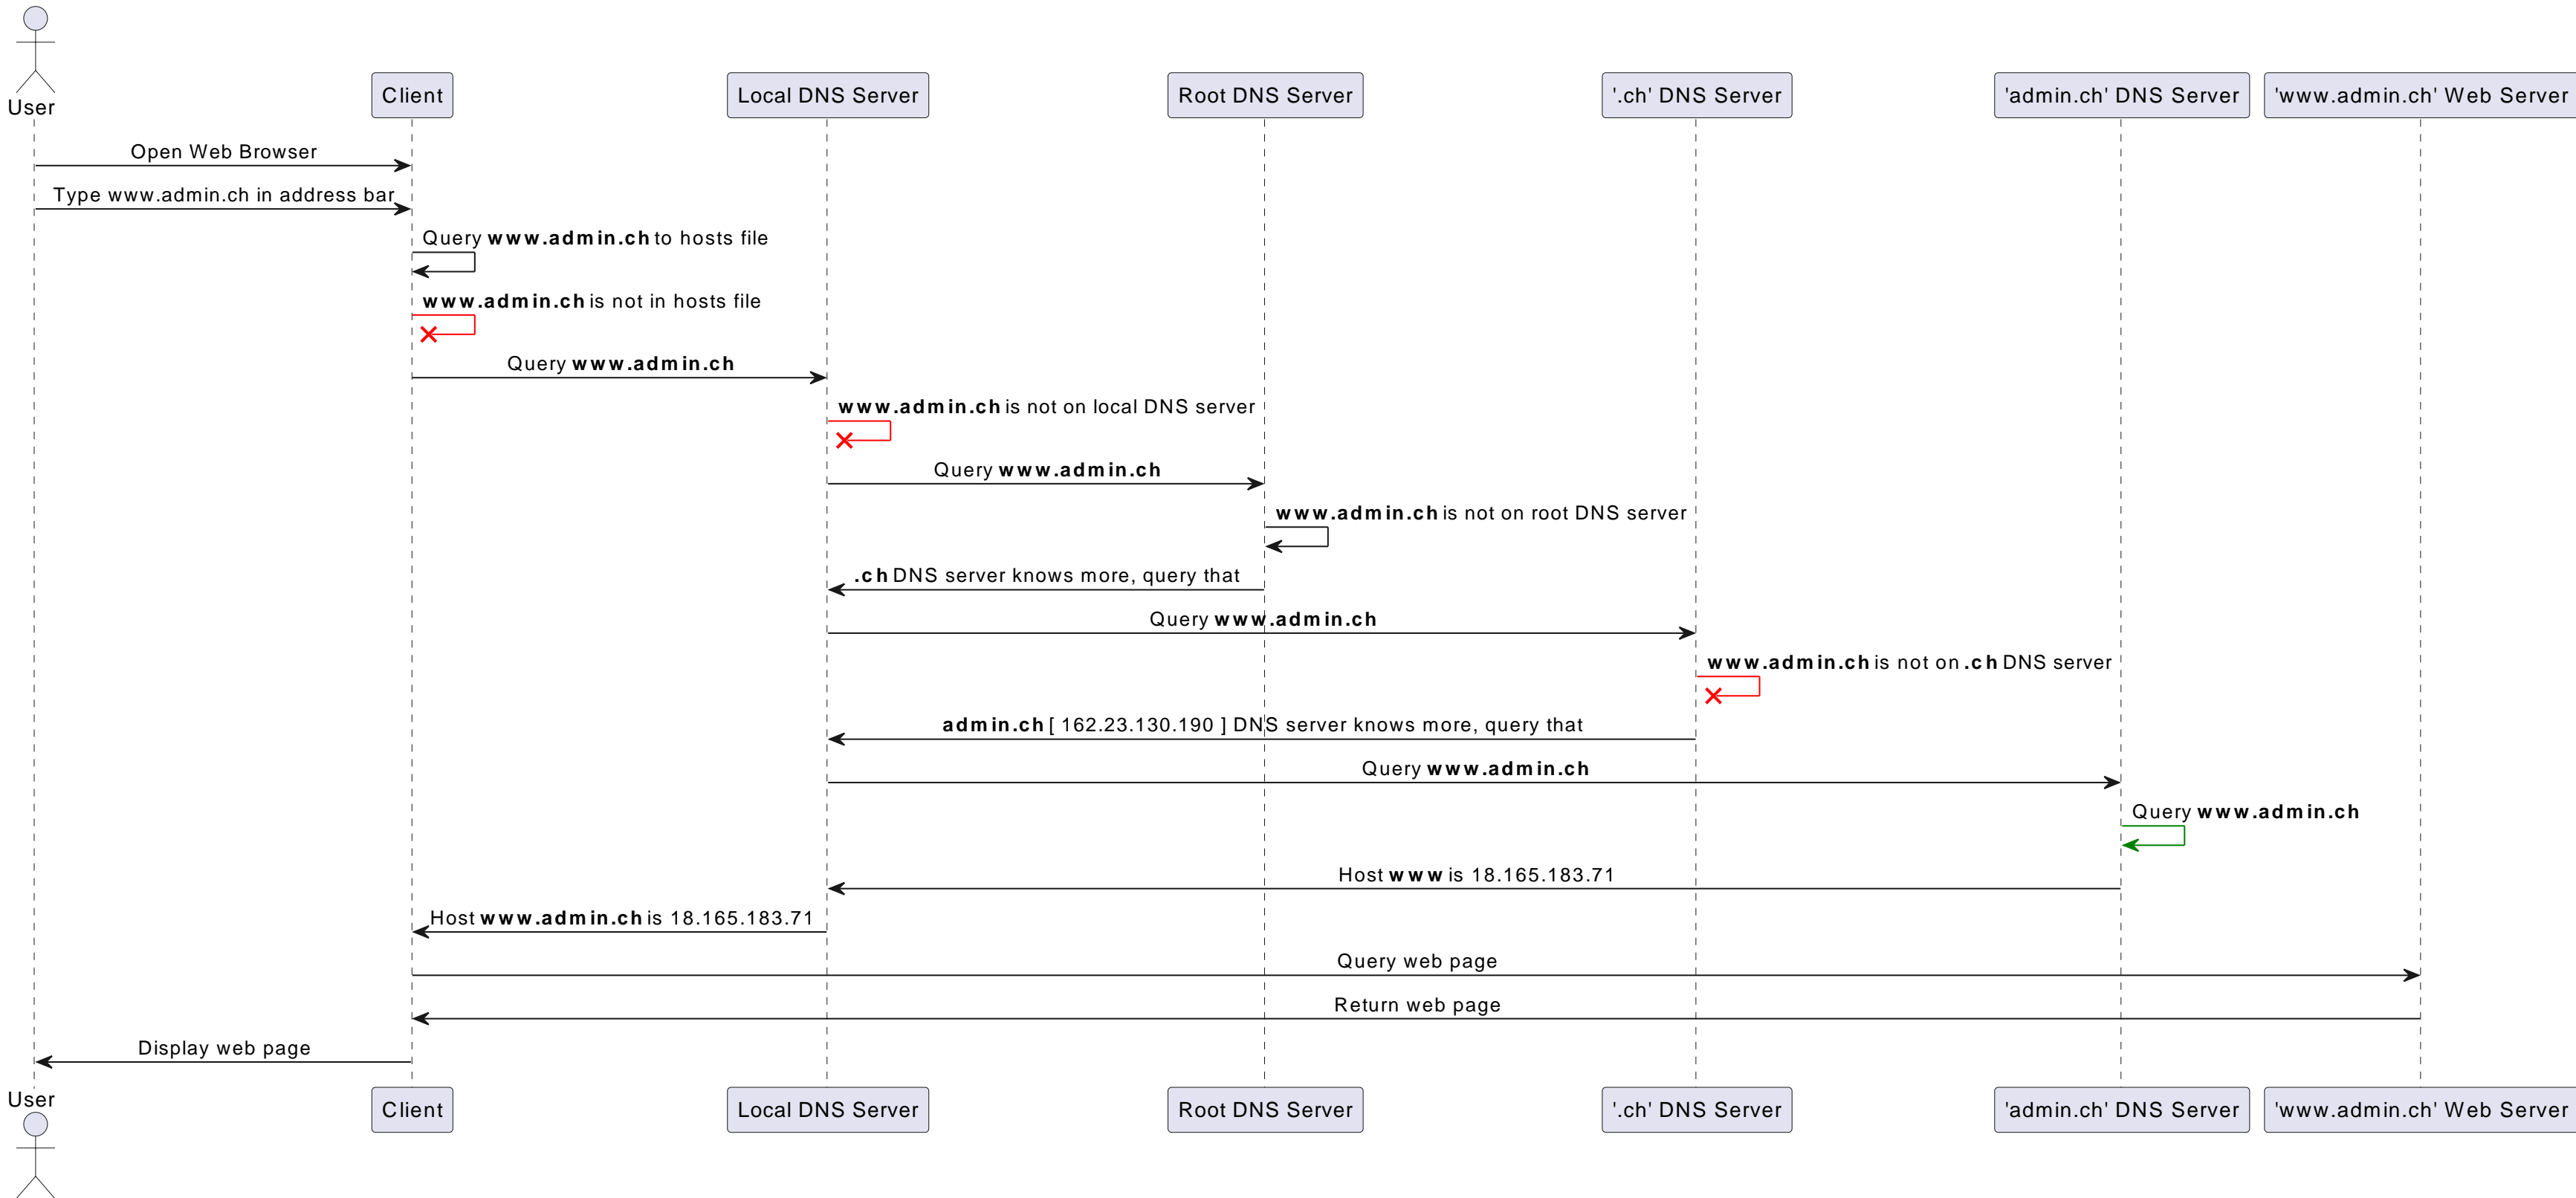 User
Client
Local DNS Server
Root DNS Server
'.ch' DNS Server
'admin.ch' DNS Server
'www.admin.ch' Web Server
Open Web Browser
Type www.admin.ch in address bar
Query www.admin.ch to hosts file
www.admin.ch is not in hosts file
Query www.admin.ch
www.admin.ch is not on local DNS server
Query www.admin.ch
www.admin.ch is not on root DNS server
.ch DNS server knows more, query that
Query www.admin.ch
www.admin.ch is not on .ch DNS server
admin.ch [ 162.23.130.190 ] DNS server knows more, query that
Query www.admin.ch
Query www.admin.ch
Host www is 18.165.183.71
Host www.admin.ch is 18.165.183.71
Query web page
Return web page
Display web page
User
Client
Local DNS Server
Root DNS Server
'.ch' DNS Server
'admin.ch' DNS Server
'www.admin.ch' Web Server